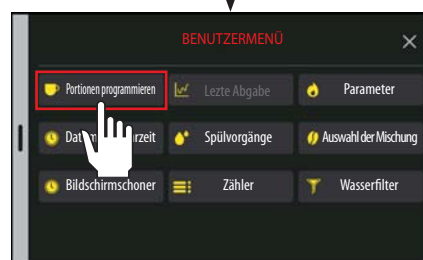 BENUTZERMENÜ
Portionen programmieren
Lezte Abgabe
Parameter
Spülvorgänge
Auswahl der Mischung
Bildschirmschoner
Zähler
Wasserfilter